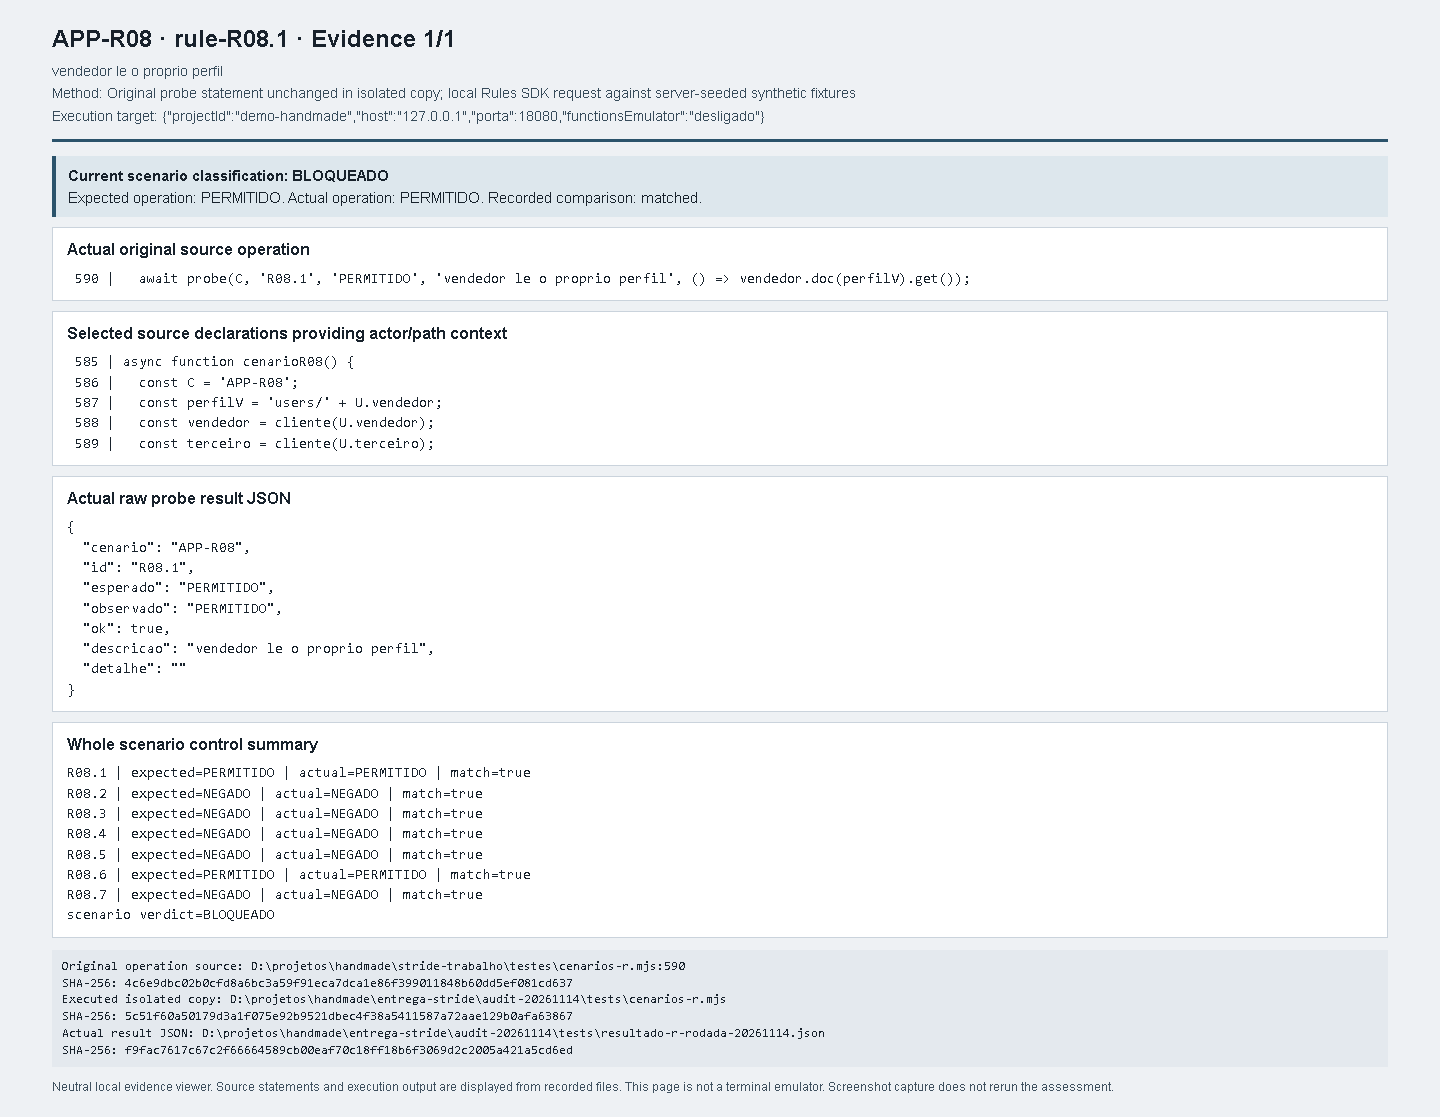 APP-R08 · rule-R08.1 · Evidence 1/1
vendedor le o proprio perfil
Method: Original probe statement unchanged in isolated copy; local Rules SDK request against server-seeded synthetic fixtures
Execution target: {"projectId":"demo-handmade","host":"127.0.0.1","porta":18080,"functionsEmulator":"desligado"}
Current scenario classification: BLOQUEADO
Expected operation: PERMITIDO. Actual operation: PERMITIDO. Recorded comparison: matched.
Actual original source operation
590 |   await probe(C, 'R08.1', 'PERMITIDO', 'vendedor le o proprio perfil', () => vendedor.doc(perfilV).get());
Selected source declarations providing actor/path context
585 | async function cenarioR08() {
586 |   const C = 'APP-R08';
587 |   const perfilV = 'users/' + U.vendedor;
588 |   const vendedor = cliente(U.vendedor);
589 |   const terceiro = cliente(U.terceiro);
Actual raw probe result JSON
{
  "cenario": "APP-R08",
  "id": "R08.1",
  "esperado": "PERMITIDO",
  "observado": "PERMITIDO",
  "ok": true,
  "descricao": "vendedor le o proprio perfil",
  "detalhe": ""
}
Whole scenario control summary
R08.1 | expected=PERMITIDO | actual=PERMITIDO | match=true
R08.2 | expected=NEGADO | actual=NEGADO | match=true
R08.3 | expected=NEGADO | actual=NEGADO | match=true
R08.4 | expected=NEGADO | actual=NEGADO | match=true
R08.5 | expected=NEGADO | actual=NEGADO | match=true
R08.6 | expected=PERMITIDO | actual=PERMITIDO | match=true
R08.7 | expected=NEGADO | actual=NEGADO | match=true
scenario verdict=BLOQUEADO
Original operation source: D:\projetos\handmade\stride-trabalho\testes\cenarios-r.mjs:590
SHA-256: 4c6e9dbc02b0cfd8a6bc3a59f91eca7dca1e86f399011848b60dd5ef081cd637
Executed isolated copy: D:\projetos\handmade\entrega-stride\audit-20261114\tests\cenarios-r.mjs
SHA-256: 5c51f60a50179d3a1f075e92b9521dbec4f38a5411587a72aae129b0afa63867
Actual result JSON: D:\projetos\handmade\entrega-stride\audit-20261114\tests\resultado-r-rodada-20261114.json
SHA-256: f9fac7617c67c2f66664589cb00eaf70c18ff18b6f3069d2c2005a421a5cd6ed
Neutral local evidence viewer. Source statements and execution output are displayed from recorded files. This page is not a terminal emulator. Screenshot capture does not rerun the assessment.